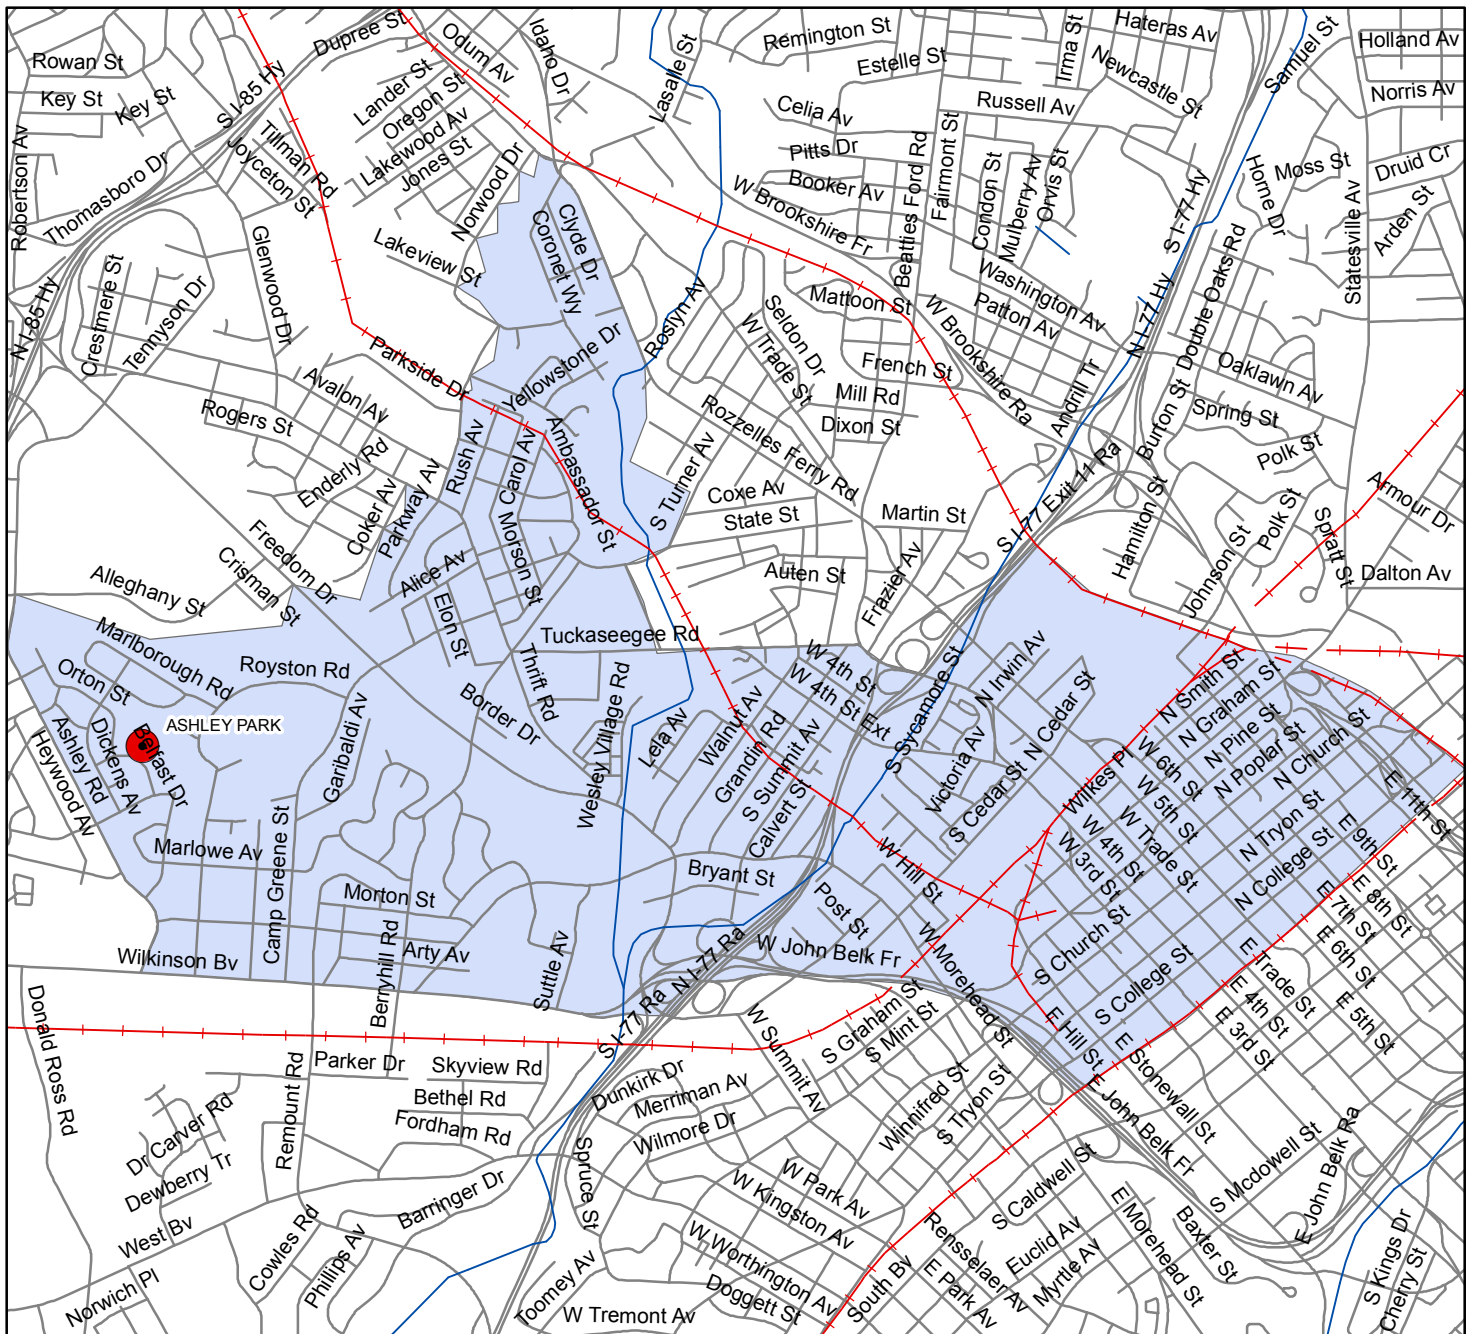 Rowan St
Key St
Key St
Robertson Av
Thomasboro Dr
S I-85 Hy
Dupree St
Odum Av
Idaho Dr
Lander St
Oregon St
Lakewood Av
Jones St
Tillman Rd
Joyceton St
Norwood Dr
Lakeview St
Lasalle St
Remington St
Estelle St
Celia Av
Pitts Dr
Booker Av
W Brookshire Fr
Beatties Ford Rd
Fairmont St
Russell Av
Irma St
Hateras Av
Newcastle St
Condon St
Mulberry Av
Orvis St
Samuel St
Holland Av
Norris Av
Druid Cr
Moss St
Horne Dr
Arden St
Statesville Av
S I-77 Hy
N I-77 Hy
Double Oaks Rd
Washington Av
Patton Av
N I-85 Hy
Crestmere St
Tennyson Dr
Glenwood Dr
Clyde Dr
Coronet Wy
Yellowstone Dr
Roslyn Av
Seldon Dr
W Trade St
Mattoon St
W Brookshire Ra
French St
Mill Rd
Dixon St
Andrill Tr
Burton St
Oaklawn Av
Spring St
Polk St
Parkside Dr
Avalon Av
Rogers St
Enderly Rd
Coker Av
Parkway Av
Rush Av
Carol Av
Ambassador St
Morson St
S Turner Av
Rozzelles Ferry Rd
Coxe Av
State St
Martin St
Auten St
Frazier Av
S I-77 Exit 11 Ra
Hamilton St
Johnson St
Polk St
Spratt St
Armour Dr
Dalton Av
Freedom Dr
Crisman St
Alleghany St
Alice Av
Elon St
Marlborough Rd
Royston Rd
Orton St
Ashley Rd
Dickens Av
Belfast Dr
ASHLEY PARK
Heywood Av
Garibaldi Av
Border Dr
Thrift Rd
Tuckaseegee Rd
Wesley Village Rd
Lela Av
Walnut Av
Grandin Rd
S Summit Av
Calvert St
W 4th St
W 4th St Ext
S Sycamore St
N Irwin Av
N Cedar St
Victoria Av
S Cedar St
Wilkes Pl
N Smith St
N Graham St
N Pine St
N Poplar St
N Church St
W 6th St
W 5th St
W Trade St
W 4th St
W 3rd St
N Tryon St
N College St
E 11th St
E 9th St
E 8th St
E 7th St
E 6th St
E 5th St
E Trade St
E 4th St
E 3rd St
Marlowe Av
Camp Greene St
Morton St
Berryhill Rd
Arty Av
Suttle Av
Wilkinson Bv
Bryant St
Post St
W Hill St
W John Belk Fr
W Morehead St
S Church St
S College St
E Hill St
E Stonewall St
N I-77 Ra
S I-77 Ra
Donald Ross Rd
Remount Rd
Parker Dr
Skyview Rd
Bethel Rd
Fordham Rd
Dr Carver Rd
Dewberry Tr
West Bv
Norwich Pl
Cowles Rd
Phillips Av
Barringer Dr
Spruce St
Toomey Av
Dunkirk Dr
Merriman Av
Wilmore Dr
W Summit Av
S Graham St
S Mint St
Winnifred St
S Tryon St
W Park Av
W Kingston Av
W Worthington Av
Doggett St
W Tremont Av
South Bv
E Park Av
Rensselaer Av
Euclid Av
Myrtle Av
S Caldwell St
E John Belk Fr
E Morehead St
Baxter St
S Mcdowell St
E John Belk Ra
S Kings Dr
Cherry St